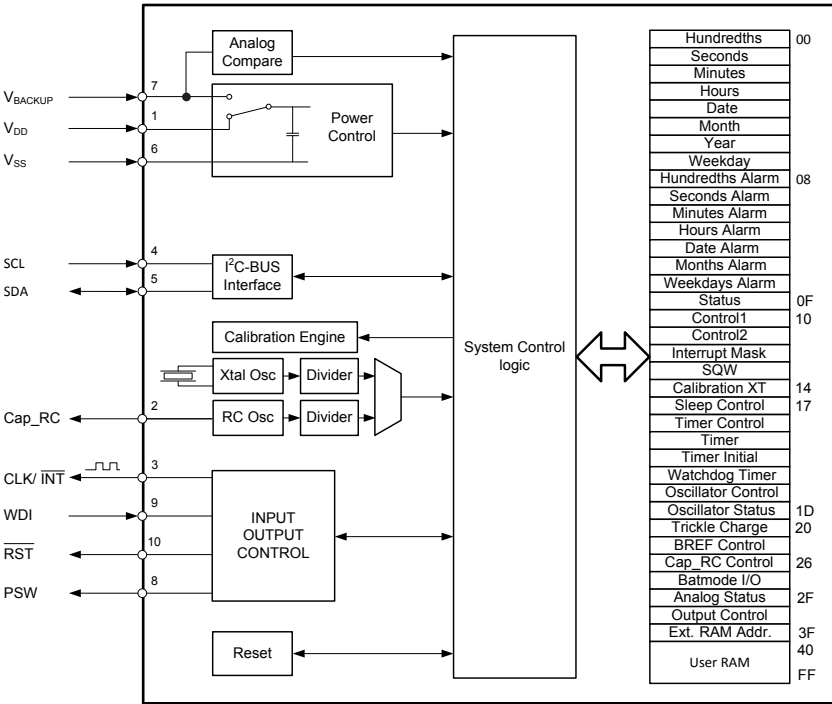 Analog
Compare
7
V_BACKUP
1
V_DD
6
V_SS
Power
Control
4
SCL
5
SDA
I²C-BUS
Interface
Calibration Engine
Xtal Osc
Divider
2
Cap_RC
RC Osc
Divider
3
CLK/ INT
9
WDI
10
RST
8
PSW
INPUT
OUTPUT
CONTROL
Reset
System Control
logic
Hundredths 00
Seconds
Minutes
Hours
Date
Month
Year
Weekday
Hundredths Alarm 08
Seconds Alarm
Minutes Alarm
Hours Alarm
Date Alarm
Months Alarm
Weekdays Alarm
Status 0F
Control1 10
Control2
Interrupt Mask
SQW
Calibration XT 14
Sleep Control 17
Timer Control
Timer
Timer Initial
Watchdog Timer
Oscillator Control
Oscillator Status 1D
Trickle Charge 20
BREF Control
Cap_RC Control 26
Batmode I/O
Analog Status 2F
Output Control
Ext. RAM Addr. 3F
40
User RAM
FF